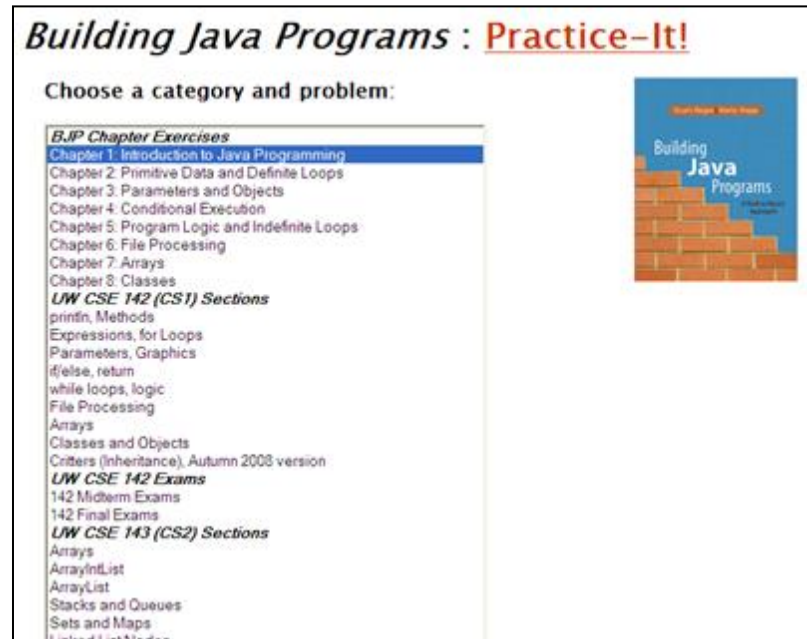 Building Java Programs : Practice-It!
Choose a category and problem:
BJP Chapter Exercises
Chapter 1: Introduction to Java Programming
Chapter 2: Primitive Data and Definite Loops
Chapter 3: Parameters and Objects
Chapter 4: Conditional Execution
Chapter 5: Program Logic and Indefinite Loops
Chapter 6: File Processing
Chapter 7: Arrays
Chapter 8: Classes
UW CSE 142 (CS1) Sections
println, Methods
Expressions, for Loops
Parameters, Graphics
if/else, return
while loops, logic
File Processing
Arrays
Classes and Objects
Critters (Inheritance), Autumn 2008 version
UW CSE 142 Exams
142 Midterm Exams
142 Final Exams
UW CSE 143 (CS2) Sections
Arrays
ArrayIntList
ArrayList
Stacks and Queues
Sets and Maps
Linked List Nodes
Building
Java
Programs